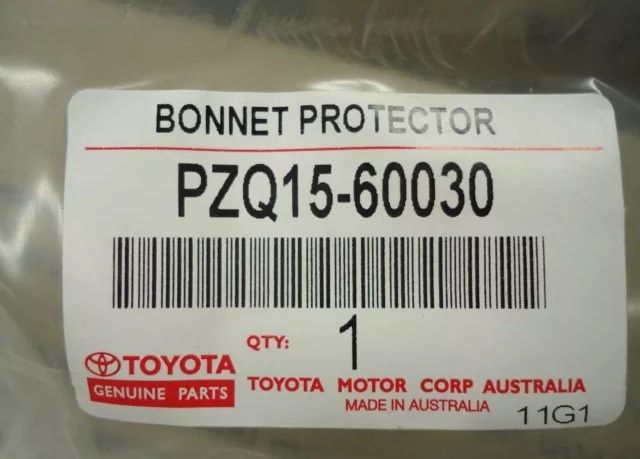 BONNET PROTECTOR
PZQ15-60030
QTY: 1
TOYOTA
GENUINE PARTS
TOYOTA MOTOR CORP AUSTRALIA
MADE IN AUSTRALIA
11G1